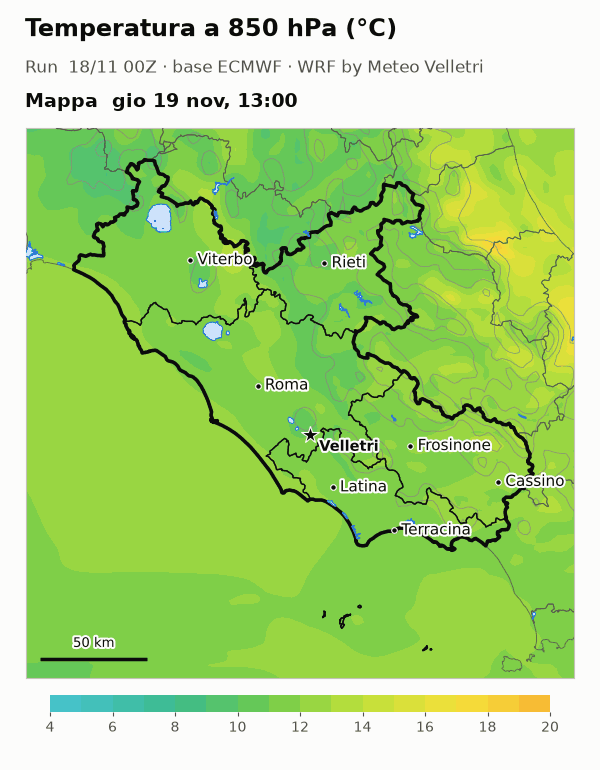 Temperatura a 850 hPa (°C)
Run 18/11 00Z · base ECMWF · WRF by Meteo Velletri
Mappa gio 19 nov, 13:00
Viterbo
Rieti
Roma
Velletri
Frosinone
Cassino
Latina
Terracina
50 km
4 6 8 10 12 14 16 18 20